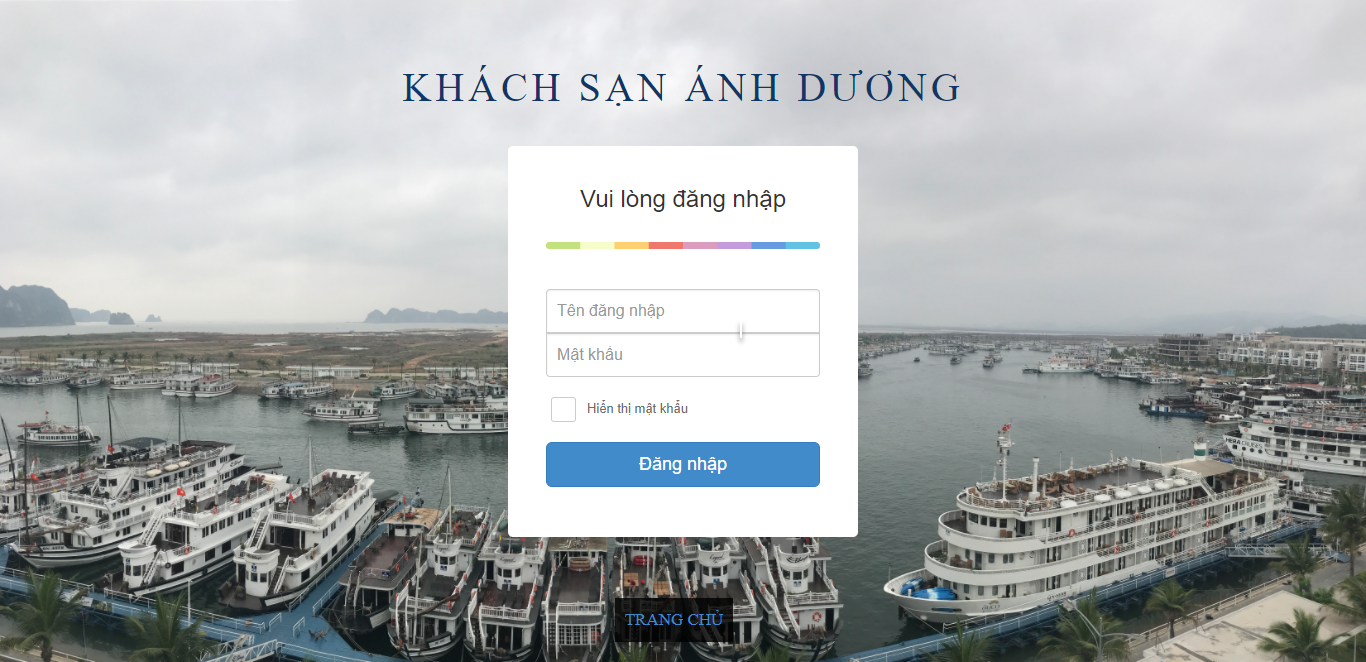 KHÁCH SẠN ÁNH DƯƠNG
Vui lòng đăng nhập
Tên đăng nhập
Mật khẩu
Hiển thị mật khẩu
Đăng nhập
TRANG CHỦ